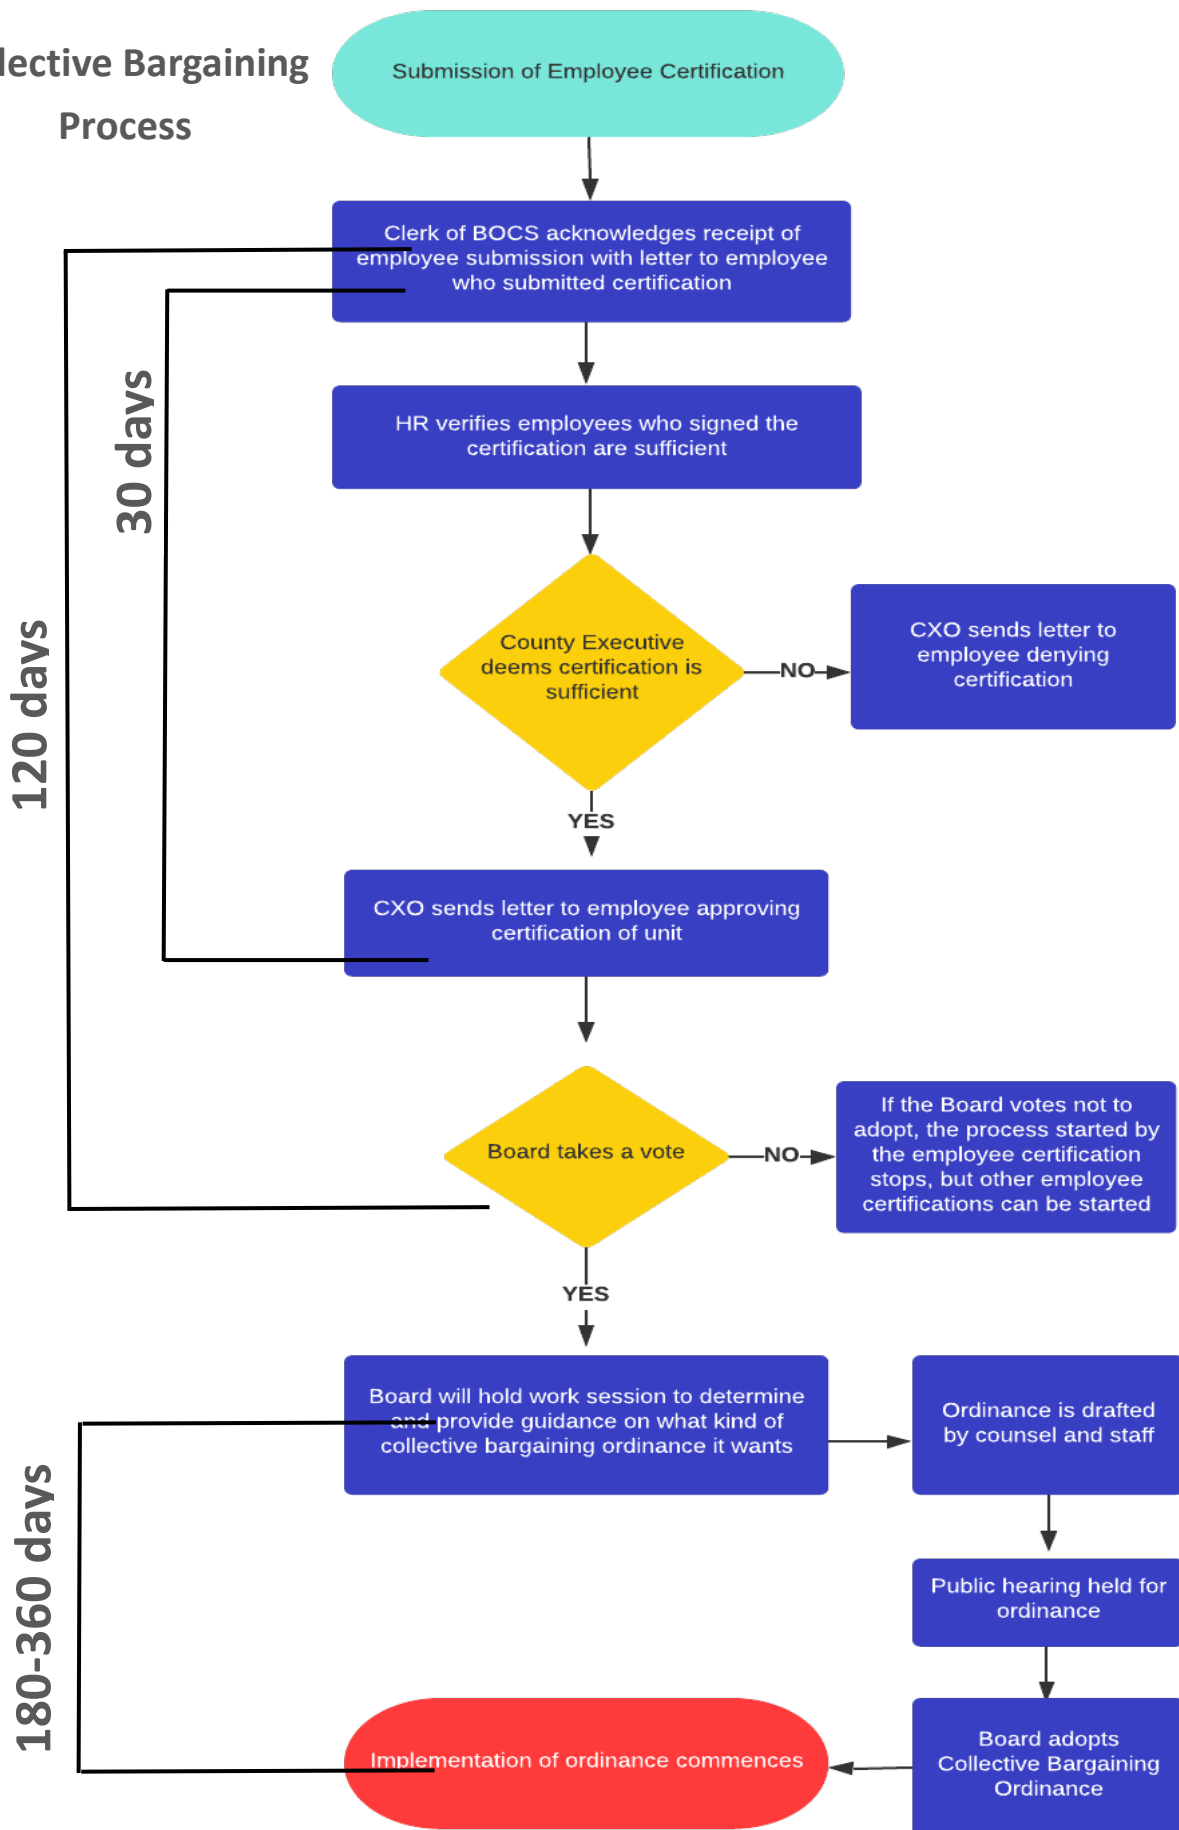 lective Bargaining
Process
Submission of Employee Certification
Clerk of BOCS acknowledges receipt of
employee submission with letter to employee
who submitted certification
30 days
120 days
HR verifies employees who signed the
certification are sufficient
County Executive
deems certification is
sufficient
NO
CXO sends letter to
employee denying
certification
YES
CXO sends letter to employee approving
certification of unit
Board takes a vote
NO
If the Board votes not to
adopt, the process started by
the employee certification
stops, but other employee
certifications can be started
YES
Board will hold work session to determine
and provide guidance on what kind of
collective bargaining ordinance it wants
Ordinance is drafted
by counsel and staff
180-360 days
Public hearing held for
ordinance
Board adopts
Collective Bargaining
Ordinance
Implementation of ordinance commences